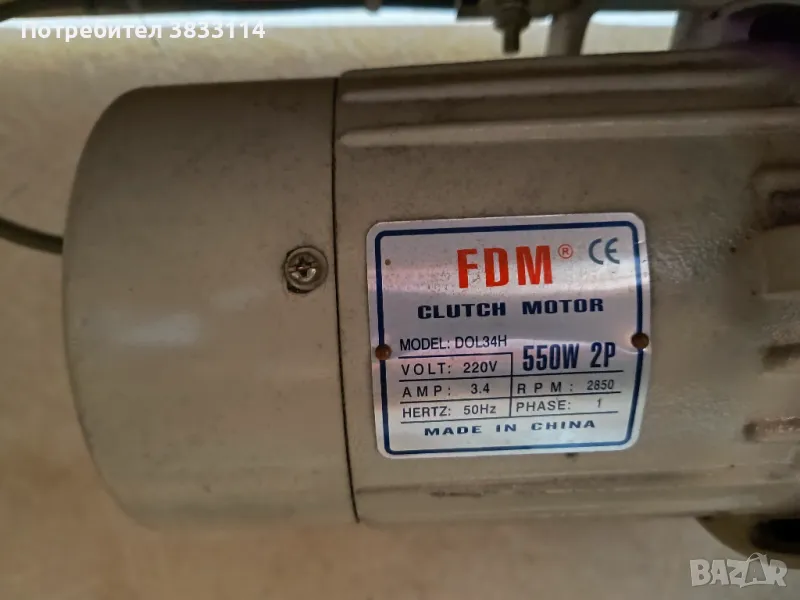 Потребител 3833114
FDM® CE
CLUTCH MOTOR
MODEL: DOL34H
550W 2P
VOLT: 220V
AMP: 3.4 RPM: 2850
HERTZ: 50Hz PHASE: 1
MADE IN CHINA
BAZAR